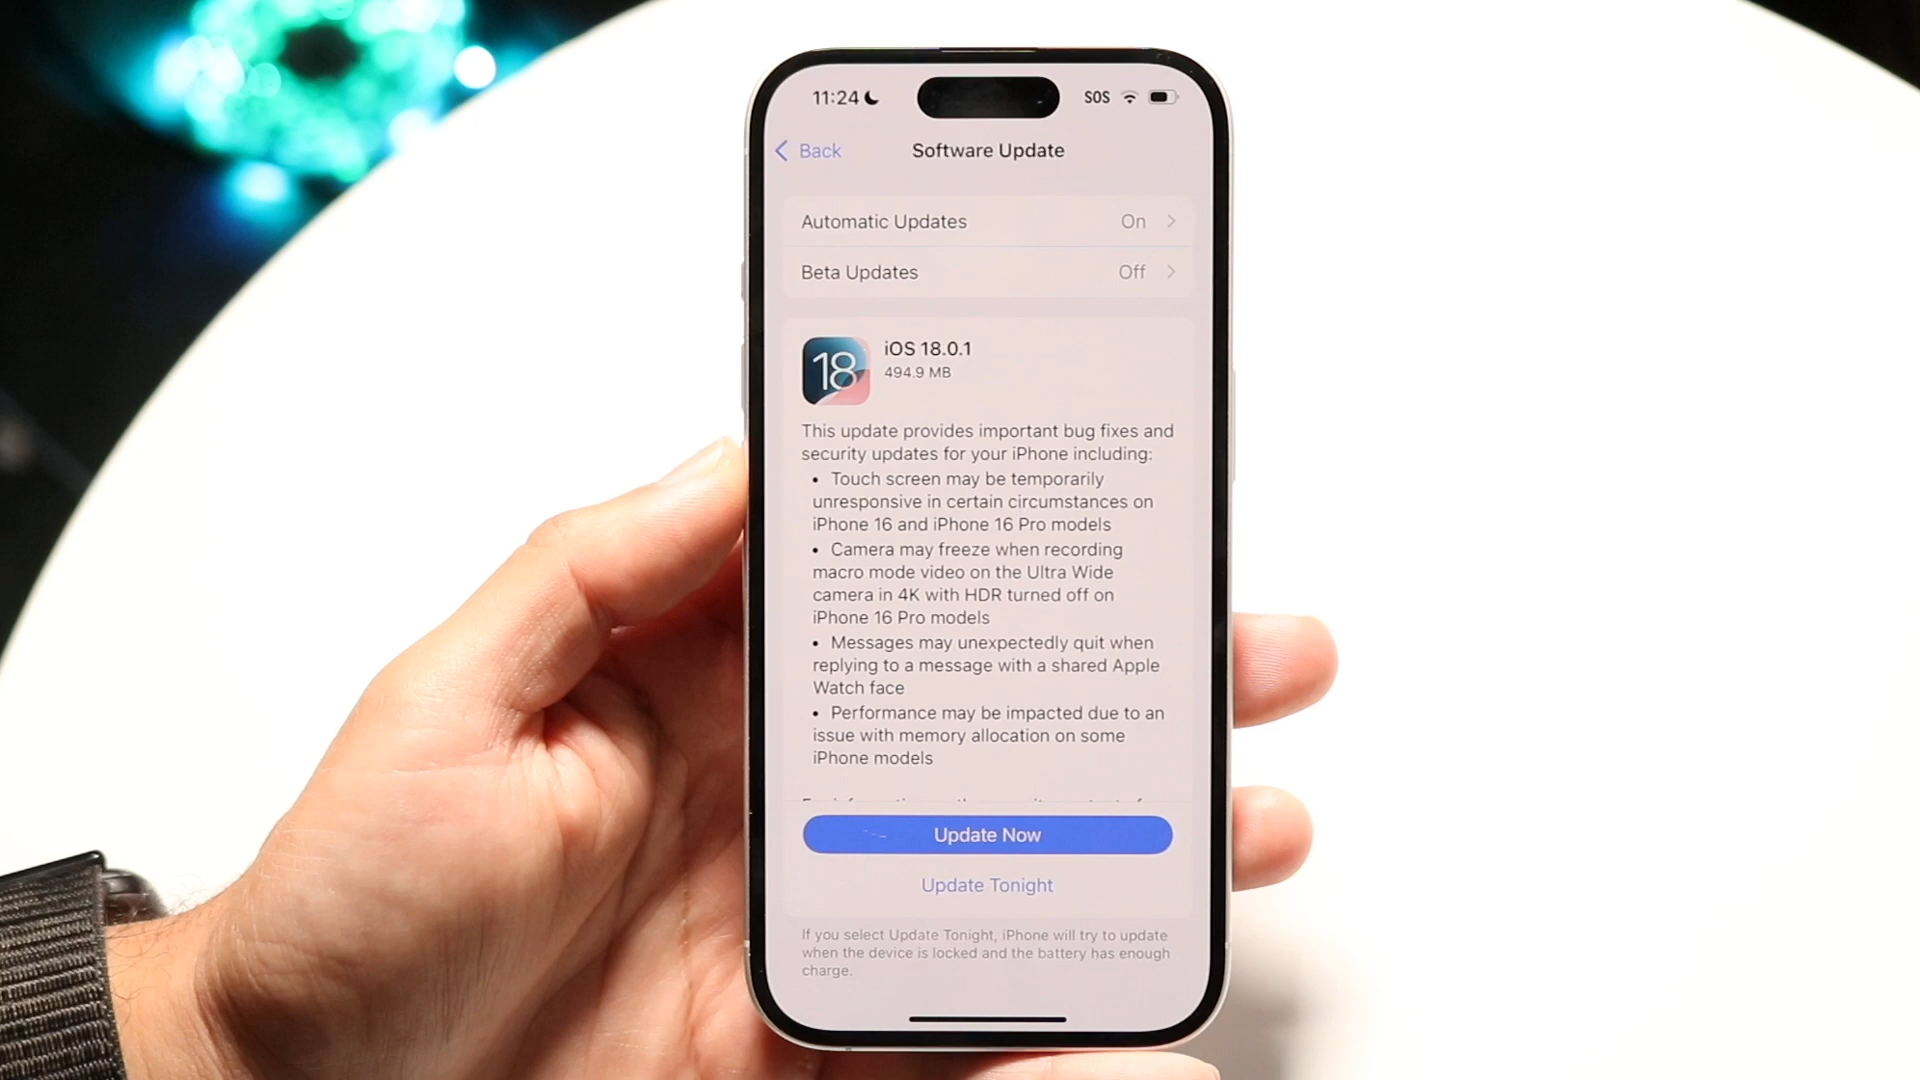 11:24
SOS
Back
Software Update
Automatic Updates On
Beta Updates Off
18
iOS 18.0.1
494.9 MB
This update provides important bug fixes and
security updates for your iPhone including:
• Touch screen may be temporarily
unresponsive in certain circumstances on
iPhone 16 and iPhone 16 Pro models
• Camera may freeze when recording
macro mode video on the Ultra Wide
camera in 4K with HDR turned off on
iPhone 16 Pro models
• Messages may unexpectedly quit when
replying to a message with a shared Apple
Watch face
• Performance may be impacted due to an
issue with memory allocation on some
iPhone models
Update Now
Update Tonight
If you select Update Tonight, iPhone will try to update
when the device is locked and the battery has enough
charge.